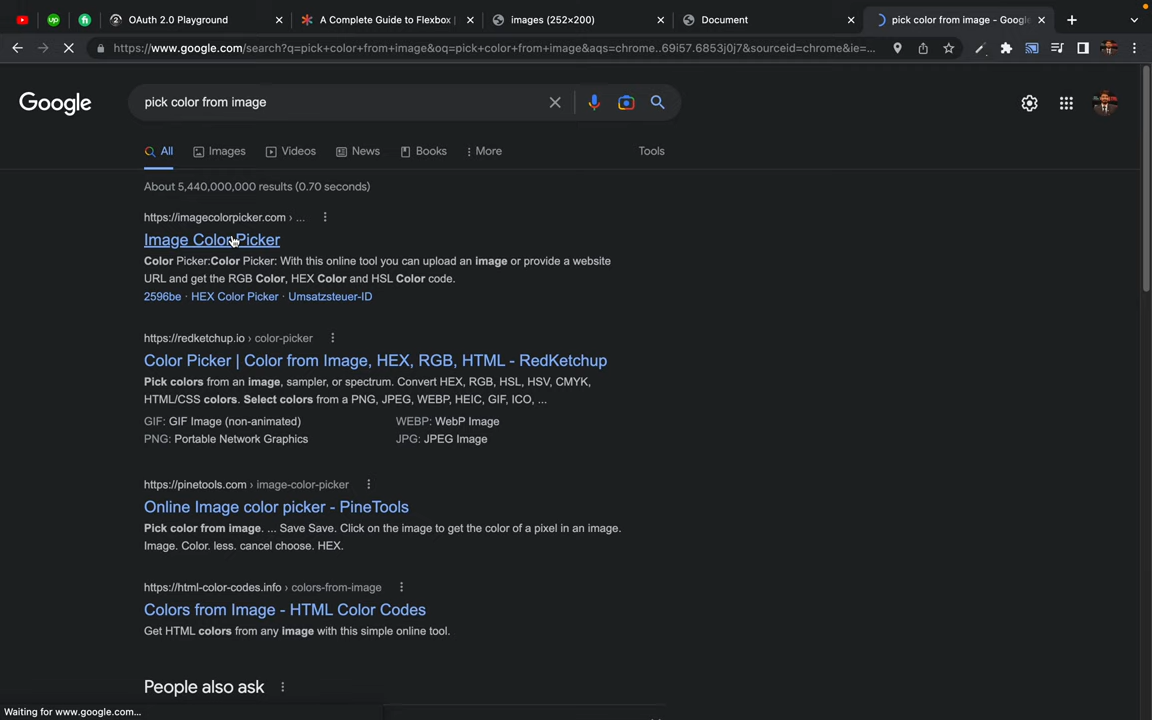 OAuth 2.0 Playground
A Complete Guide to Flexbox
images (252×200)
Document
pick color from image - Google
https://www.google.com/search?q=pick+color+from+image&oq=pick+color+from+image&aqs=chrome..69i57.6853j0j7&sourceid=chrome&ie=...
Google
pick color from image
All
Images
Videos
News
Books
More
Tools
About 5,440,000,000 results (0.70 seconds)
https://imagecolorpicker.com › ...
Image Color Picker
Color Picker:Color Picker: With this online tool you can upload an image or provide a website
URL and get the RGB Color, HEX Color and HSL Color code.
2596be · HEX Color Picker · Umsatzsteuer-ID
https://redketchup.io › color-picker
Color Picker | Color from Image, HEX, RGB, HTML - RedKetchup
Pick colors from an image, sampler, or spectrum. Convert HEX, RGB, HSL, HSV, CMYK,
HTML/CSS colors. Select colors from a PNG, JPEG, WEBP, HEIC, GIF, ICO, ...
GIF: GIF Image (non-animated) WEBP: WebP Image
PNG: Portable Network Graphics JPG: JPEG Image
https://pinetools.com › image-color-picker
Online Image color picker - PineTools
Pick color from image. ... Save Save. Click on the image to get the color of a pixel in an image.
Image. Color. less. cancel choose. HEX.
https://html-color-codes.info › colors-from-image
Colors from Image - HTML Color Codes
Get HTML colors from any image with this simple online tool.
People also ask
Waiting for www.google.com...